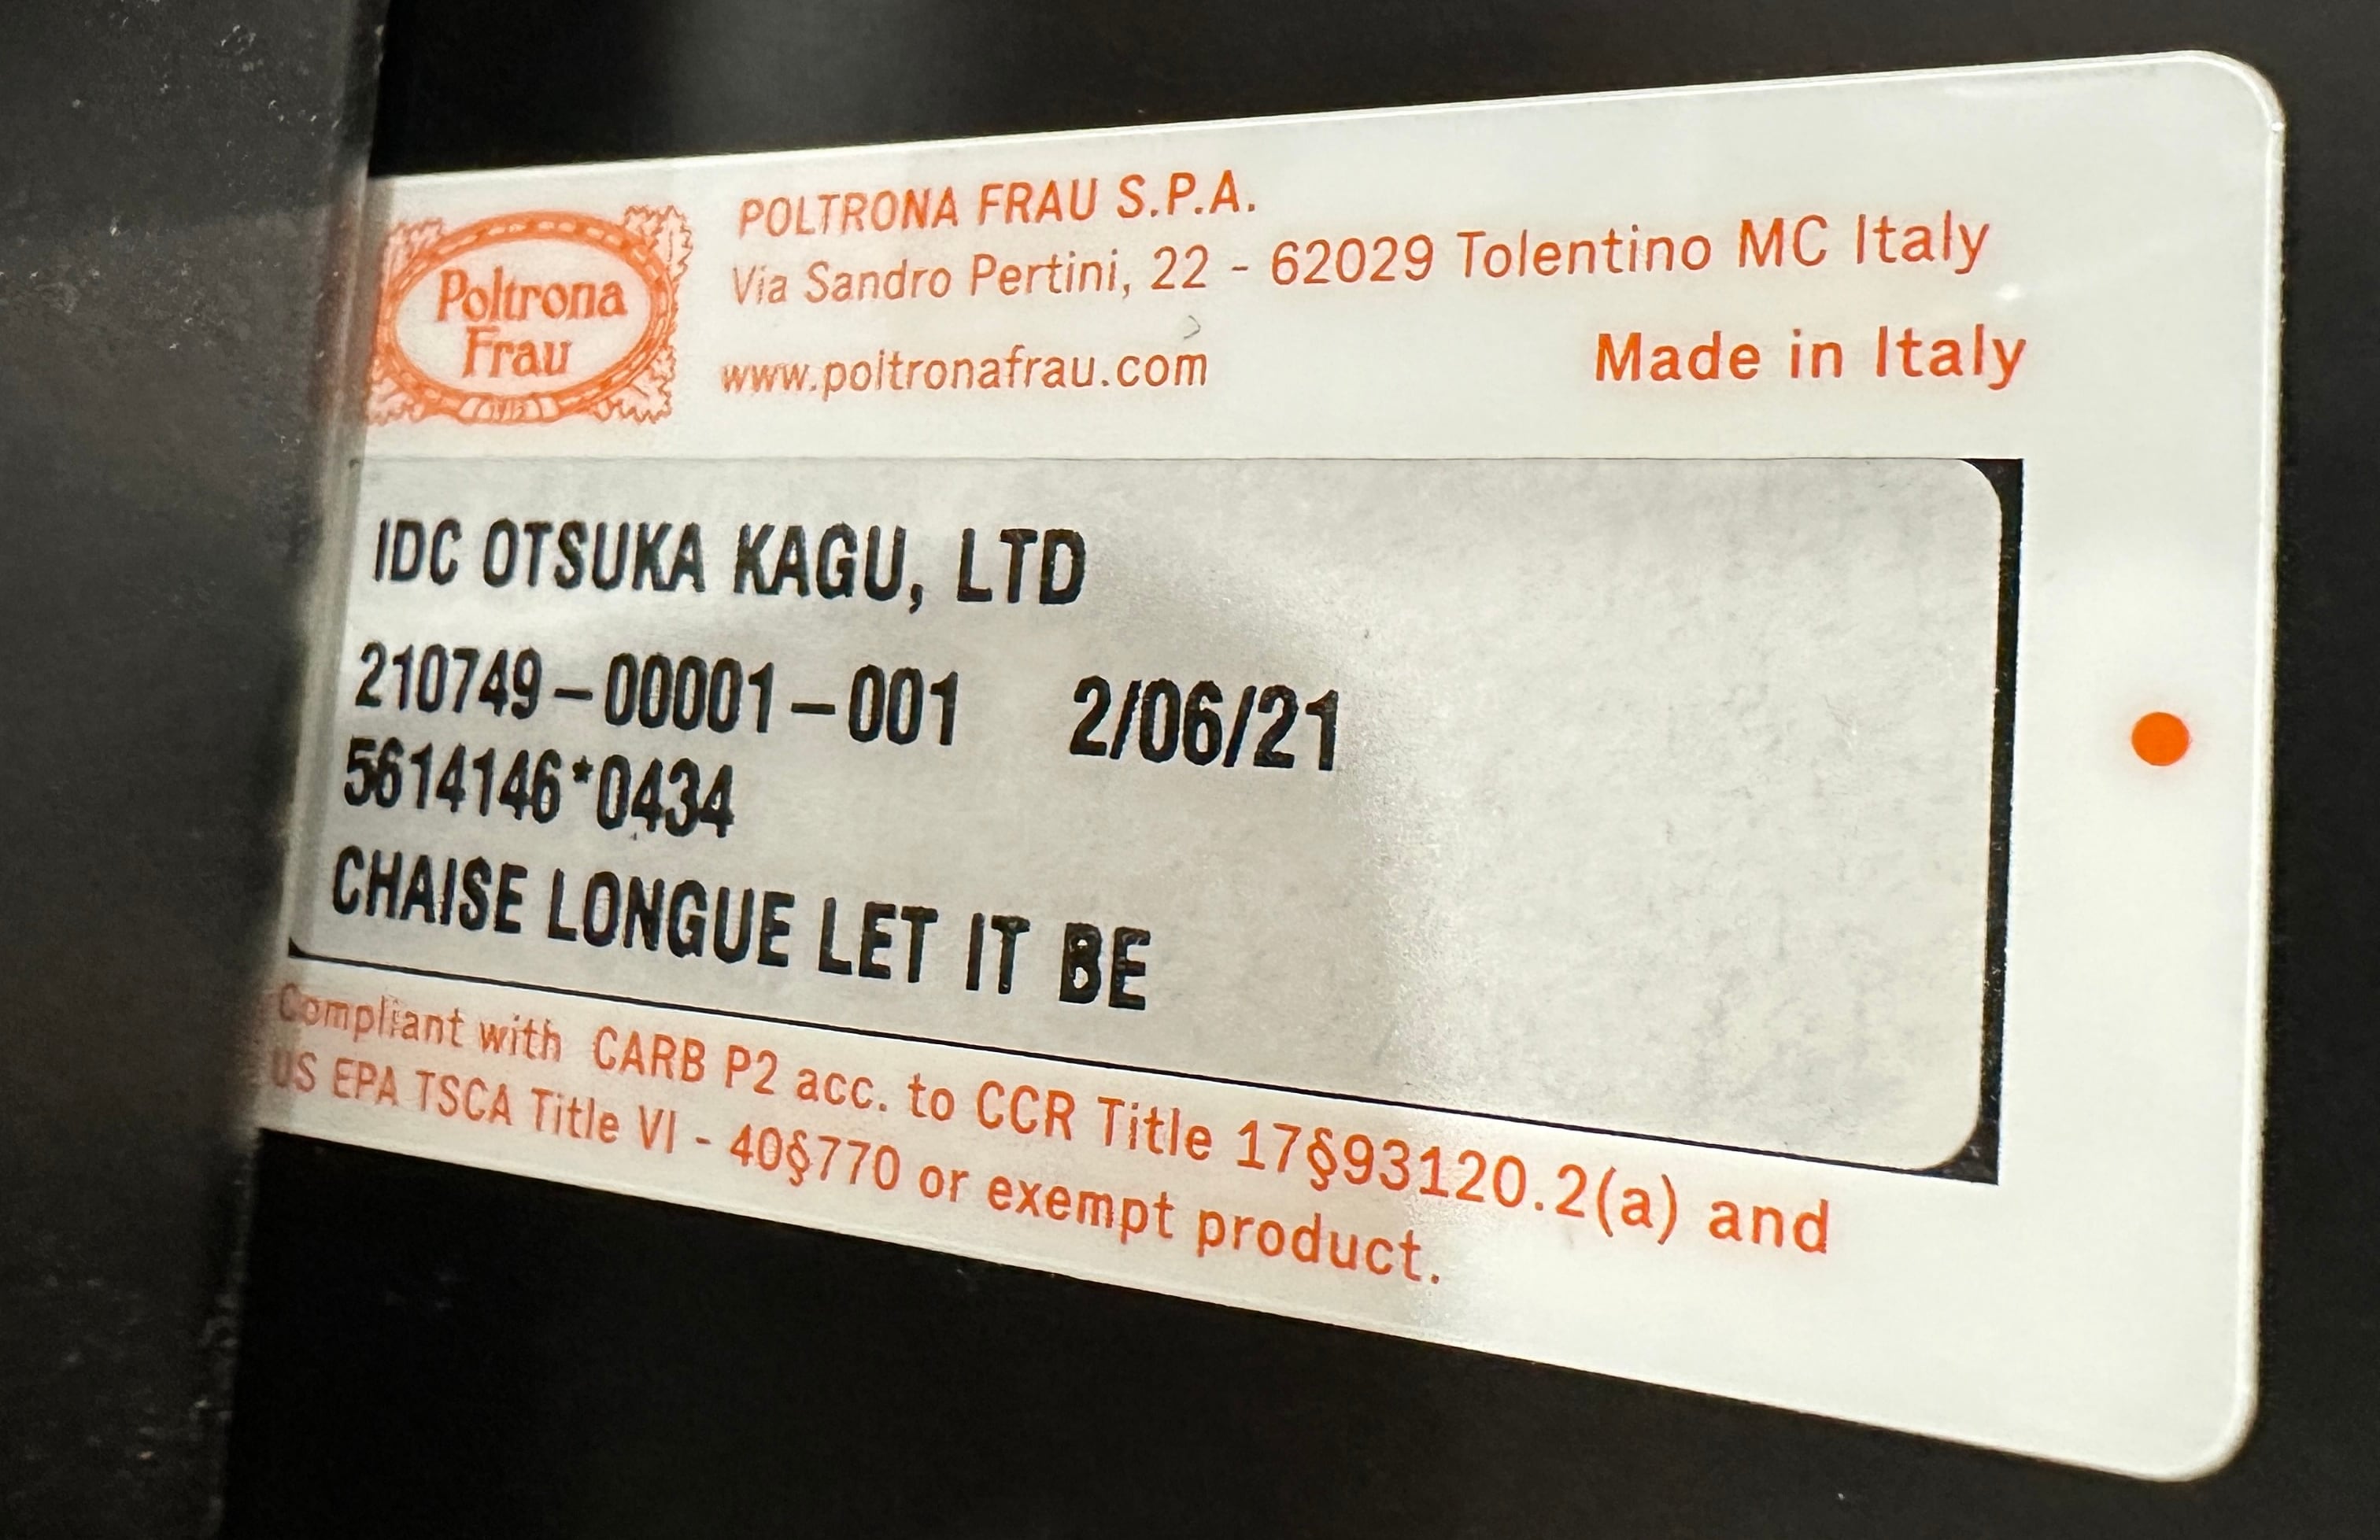 Poltrona
Frau
POLTRONA FRAU S.P.A.
Via Sandro Pertini, 22 - 62029 Tolentino MC Italy
www.poltronafrau.com
Made in Italy
IDC OTSUKA KAGU, LTD
210749-00001-001 2/06/21
5614146*0434
CHAISE LONGUE LET IT BE
Compliant with CARB P2 acc. to CCR Title 17§93120.2(a) and
US EPA TSCA Title VI - 40§770 or exempt product.